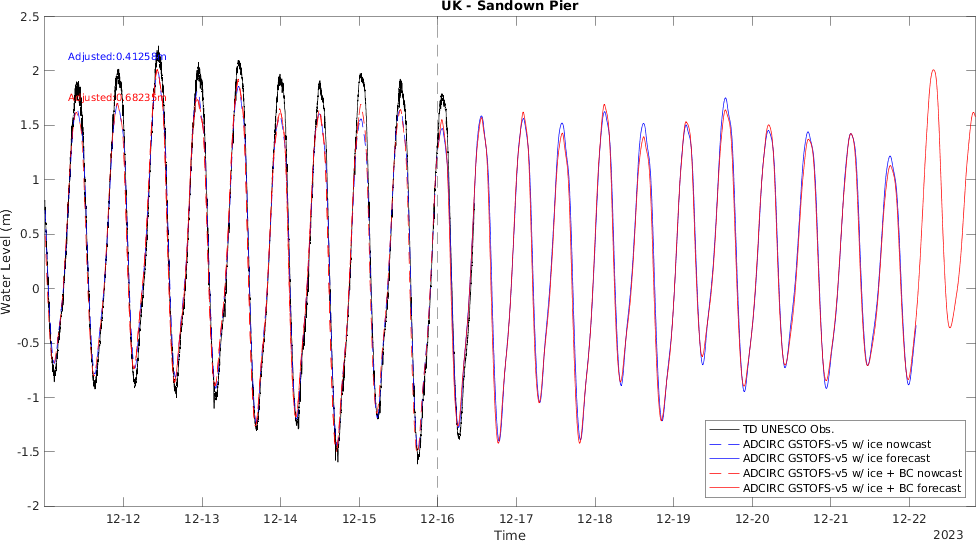 UK - Sandown Pier
Adjusted:0.41258m
Adjusted:0.68235m
Water Level (m)
2.5
2
1.5
1
0.5
0
-0.5
-1
-1.5
-2
TD UNESCO Obs.
ADCIRC GSTOFS-v5 w/ ice nowcast
ADCIRC GSTOFS-v5 w/ ice forecast
ADCIRC GSTOFS-v5 w/ ice + BC nowcast
ADCIRC GSTOFS-v5 w/ ice + BC forecast
12-12 12-13 12-14 12-15 12-16 12-17 12-18 12-19 12-20 12-21 12-22
Time
2023